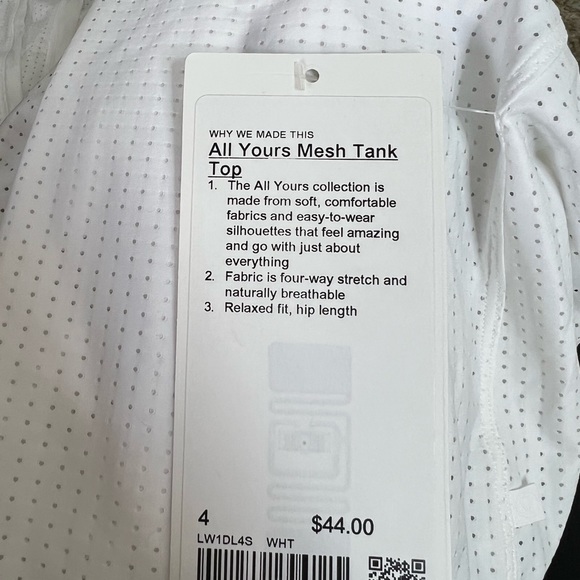 WHY WE MADE THIS
All Yours Mesh Tank
Top
1. The All Yours collection is
made from soft, comfortable
fabrics and easy-to-wear
silhouettes that feel amazing
and go with just about
everything
2. Fabric is four-way stretch and
naturally breathable
3. Relaxed fit, hip length
4 $44.00
LW1DL4S WHT